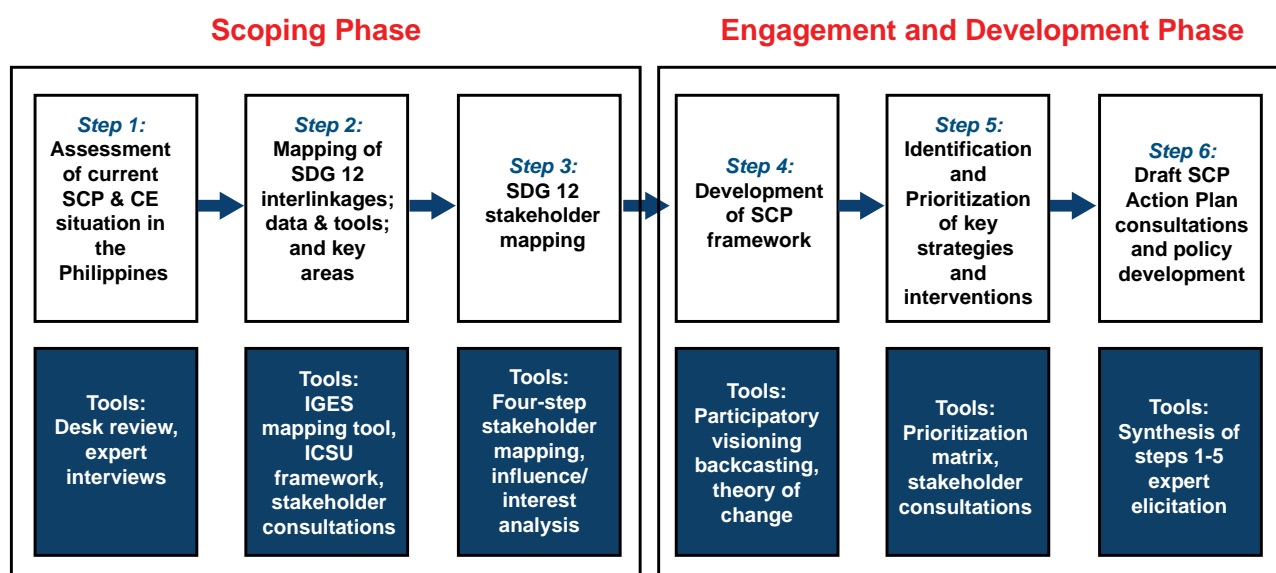 Scoping Phase
Engagement and Development Phase
Step 1:
Assessment
of current
SCP & CE
situation in
the
Philippines
Step 2:
Mapping of
SDG 12
interlinkages;
data & tools;
and key
areas
Step 3:
SDG 12
stakeholder
mapping
Step 4:
Development
of SCP
framework
Step 5:
Identification
and
Prioritization
of key
strategies
and
interventions
Step 6:
Draft SCP
Action Plan
consultations
and policy
development
Tools:
Desk review,
expert
interviews
Tools:
IGES
mapping tool,
ICSU
framework,
stakeholder
consultations
Tools:
Four-step
stakeholder
mapping,
influence/
interest
analysis
Tools:
Participatory
visioning
backcasting,
theory of
change
Tools:
Prioritization
matrix,
stakeholder
consultations
Tools:
Synthesis of
steps 1-5
expert
elicitation